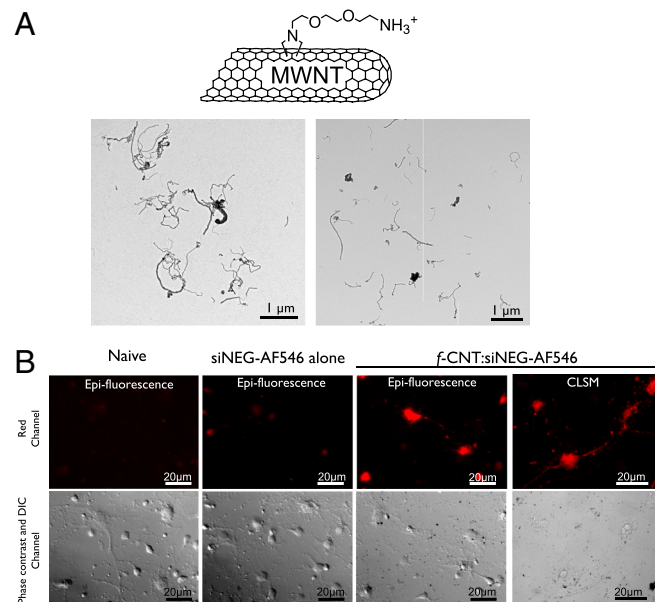 A
N
O
O
NH3+
MWNT
1 μm
1 μm
B
Naive
siNEG-AF546 alone
f-CNT:siNEG-AF546
Epi-fluorescence
Epi-fluorescence
Epi-fluorescence
CLSM
Red
Channel
20μm
20μm
20μm
20μm
Phase contrast and DIC
Channel
20μm
20μm
20μm
20μm